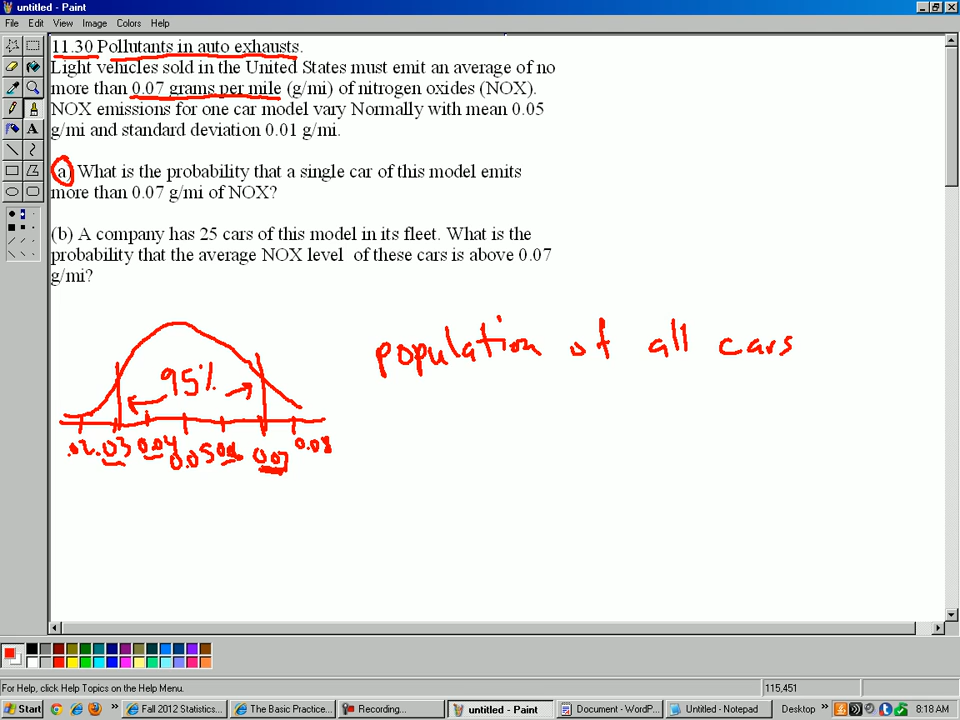 untitled - Paint
File Edit View Image Colors Help
11.30 Pollutants in auto exhausts.
Light vehicles sold in the United States must emit an average of no
more than 0.07 grams per mile (g/mi) of nitrogen oxides (NOX).
NOX emissions for one car model vary Normally with mean 0.05
g/mi and standard deviation 0.01 g/mi.
(a) What is the probability that a single car of this model emits
more than 0.07 g/mi of NOX?
(b) A company has 25 cars of this model in its fleet. What is the
probability that the average NOX level of these cars is above 0.07
g/mi?
population of all cars
95%
.02 .03 0.04 0.05 0.07 0.08
For Help, click Help Topics on the Help Menu.
115,451
Start
Fall 2012 Statistics...
The Basic Practice...
Recording...
untitled - Paint
Document - WordP...
Untitled - Notepad
Desktop
8:18 AM